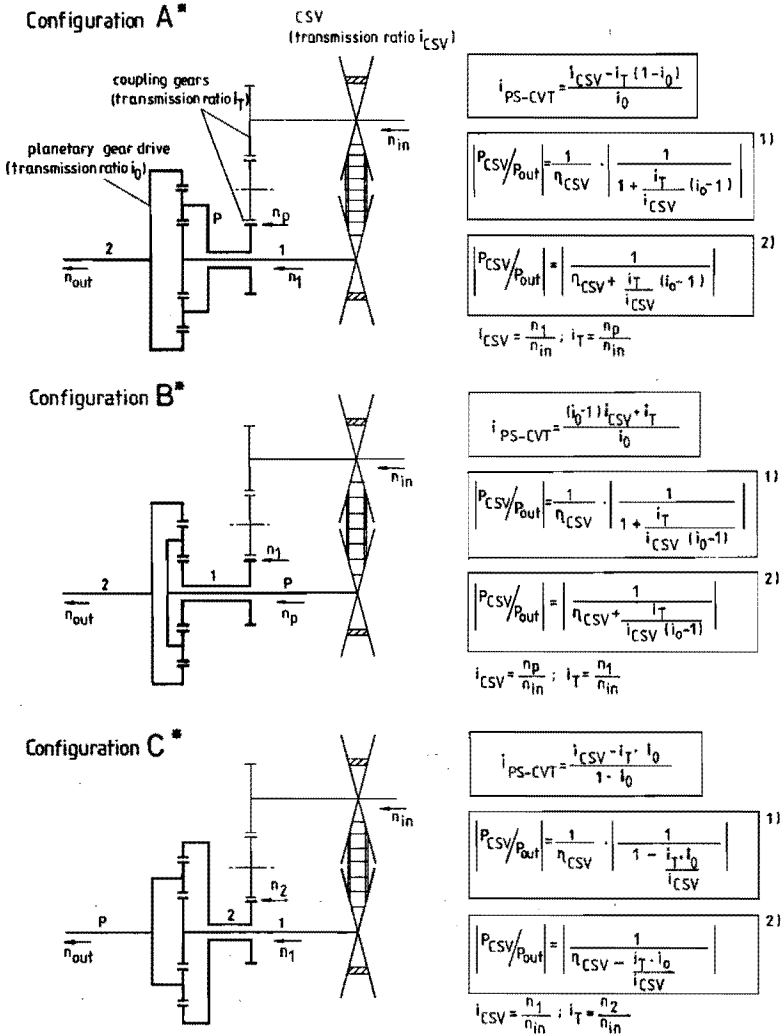 Configuration A*
CSV
(transmission ratio i_CSV)
coupling gears
(transmission ratio i_T)
planetary gear drive
(transmission ratio i_0)
n_in
P
n_p
2
1
n_out
n_1
i_PS-CVT = (i_CSV - i_T (1 - i_0)) / i_0
1)
|P_CSV/P_out| = 1/η_CSV · | 1 / (1 + i_T/i_CSV (i_0 - 1)) |
2)
|P_CSV/P_out| = | 1 / (η_CSV + i_T/i_CSV (i_0 - 1)) |
i_CSV = n_1/n_in ; i_T = n_p/n_in
Configuration B*
n_in
n_1
2
1
P
n_out
n_p
i_PS-CVT = ((i_0 - 1) i_CSV + i_T) / i_0
1)
|P_CSV/P_out| = 1/η_CSV · | 1 / (1 + i_T/(i_CSV (i_0 - 1))) |
2)
|P_CSV/P_out| = | 1 / (η_CSV + i_T/(i_CSV (i_0 - 1))) |
i_CSV = n_p/n_in ; i_T = n_1/n_in
Configuration C*
n_in
n_2
P
2
1
n_out
n_1
i_PS-CVT = (i_CSV - i_T · i_0) / (1 - i_0)
1)
|P_CSV/P_out| = 1/η_CSV · | 1 / (1 - i_T · i_0/i_CSV) |
2)
|P_CSV/P_out| = | 1 / (η_CSV - i_T · i_0/i_CSV) |
i_CSV = n_1/n_in ; i_T = n_2/n_in